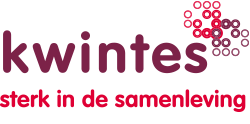 kwintes
sterk in de samenleving